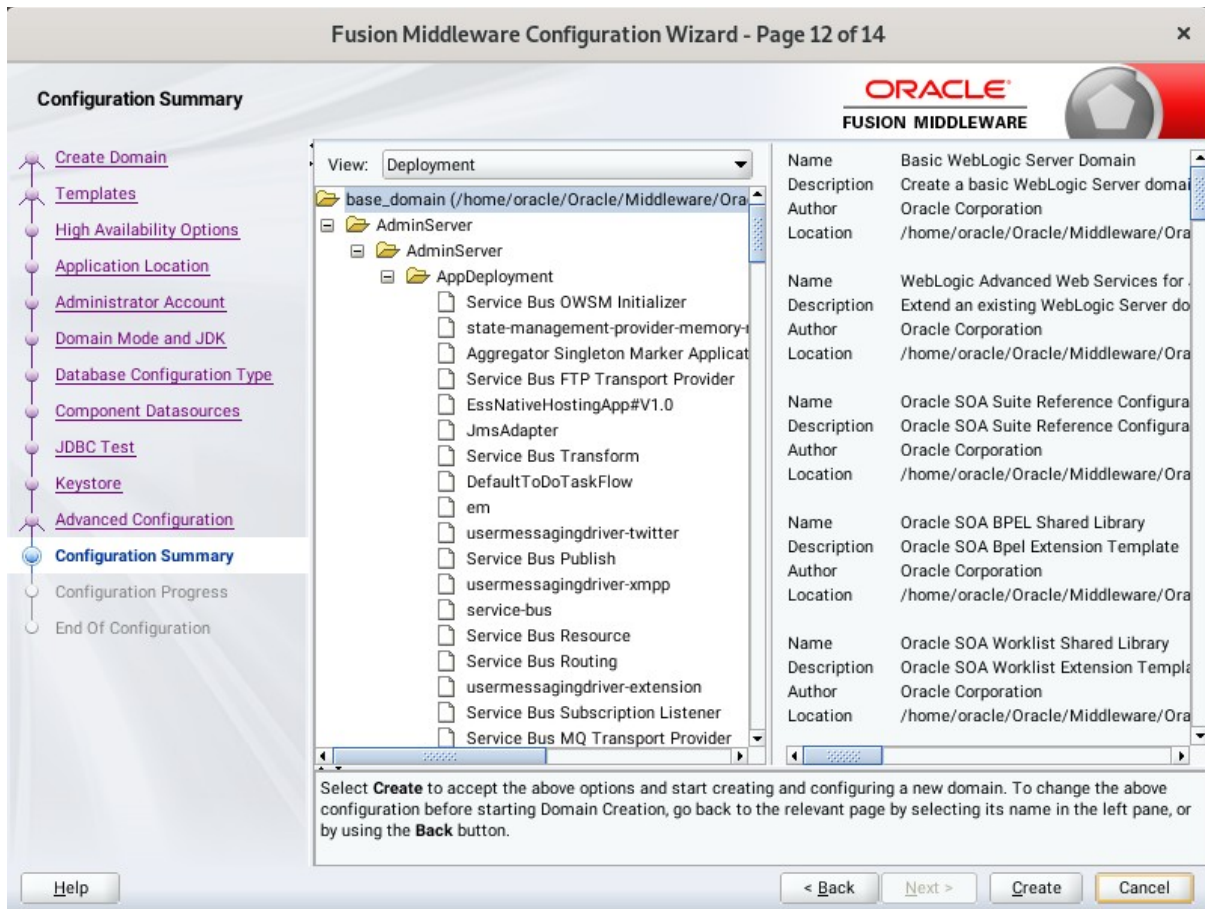 Fusion Middleware Configuration Wizard - Page 12 of 14
×
Configuration Summary
ORACLE
FUSION MIDDLEWARE
Create Domain
Templates
High Availability Options
Application Location
Administrator Account
Domain Mode and JDK
Database Configuration Type
Component Datasources
JDBC Test
Keystore
Advanced Configuration
Configuration Summary
Configuration Progress
End Of Configuration
View: Deployment
base_domain (/home/oracle/Oracle/Middleware/Ora
AdminServer
AdminServer
AppDeployment
Service Bus OWSM Initializer
state-management-provider-memory-
Aggregator Singleton Marker Applicat
Service Bus FTP Transport Provider
EssNativeHostingApp#V1.0
JmsAdapter
Service Bus Transform
DefaultToDoTaskFlow
em
usermessagingdriver-twitter
Service Bus Publish
usermessagingdriver-xmpp
service-bus
Service Bus Resource
Service Bus Routing
usermessagingdriver-extension
Service Bus Subscription Listener
Service Bus MQ Transport Provider
Name Basic WebLogic Server Domain
Description Create a basic WebLogic Server domai
Author Oracle Corporation
Location /home/oracle/Oracle/Middleware/Ora
Name WebLogic Advanced Web Services for
Description Extend an existing WebLogic Server do
Author Oracle Corporation
Location /home/oracle/Oracle/Middleware/Ora
Name Oracle SOA Suite Reference Configura
Description Oracle SOA Suite Reference Configura
Author Oracle Corporation
Location /home/oracle/Oracle/Middleware/Ora
Name Oracle SOA BPEL Shared Library
Description Oracle SOA Bpel Extension Template
Author Oracle Corporation
Location /home/oracle/Oracle/Middleware/Ora
Name Oracle SOA Worklist Shared Library
Description Oracle SOA Worklist Extension Templa
Author Oracle Corporation
Location /home/oracle/Oracle/Middleware/Ora
Select Create to accept the above options and start creating and configuring a new domain. To change the above
configuration before starting Domain Creation, go back to the relevant page by selecting its name in the left pane, or
by using the Back button.
Help
< Back
Next >
Create
Cancel